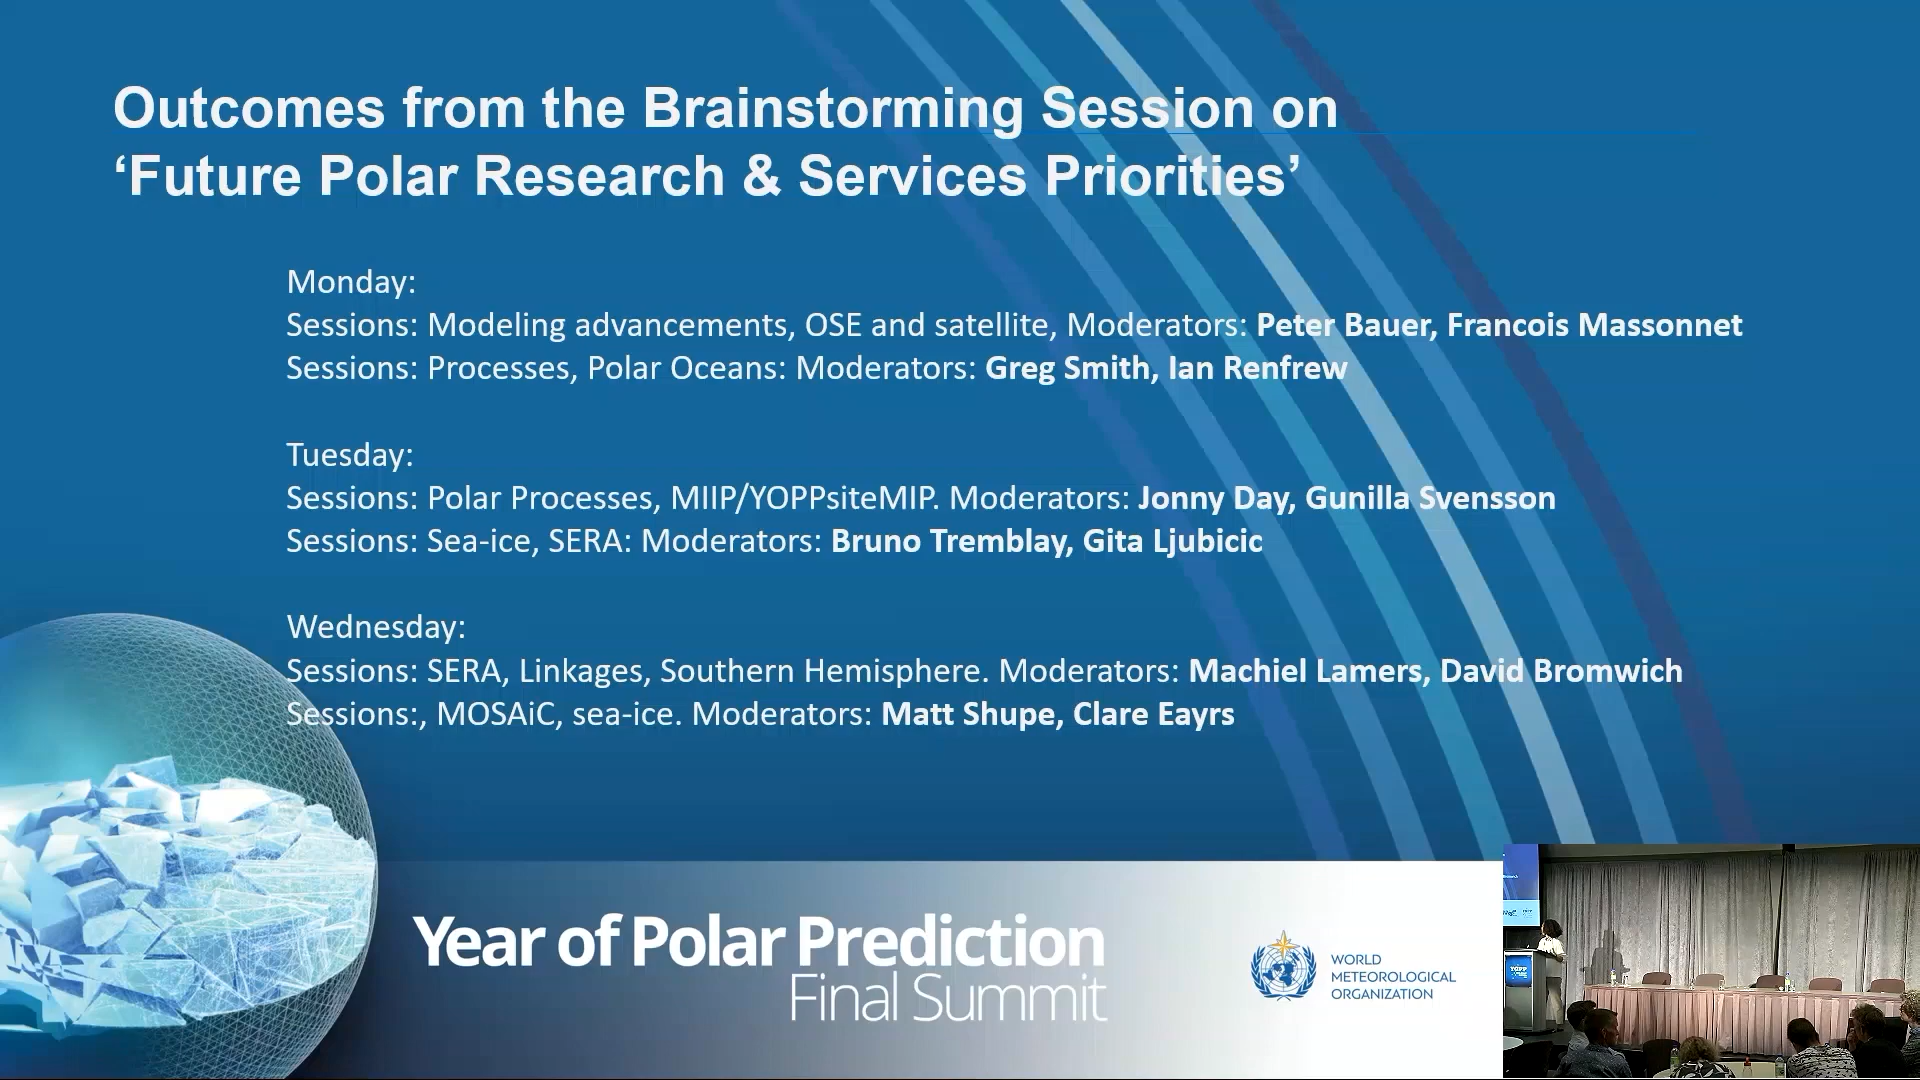 Outcomes from the Brainstorming Session on
‘Future Polar Research & Services Priorities’
Monday:
Sessions: Modeling advancements, OSE and satellite, Moderators: Peter Bauer, Francois Massonnet
Sessions: Processes, Polar Oceans: Moderators: Greg Smith, Ian Renfrew
Tuesday:
Sessions: Polar Processes, MIIP/YOPPsiteMIP. Moderators: Jonny Day, Gunilla Svensson
Sessions: Sea-ice, SERA: Moderators: Bruno Tremblay, Gita Ljubicic
Wednesday:
Sessions: SERA, Linkages, Southern Hemisphere. Moderators: Machiel Lamers, David Bromwich
Sessions:, MOSAiC, sea-ice. Moderators: Matt Shupe, Clare Eayrs
Year of Polar Prediction
Final Summit
WORLD
METEOROLOGICAL
ORGANIZATION
YOPP